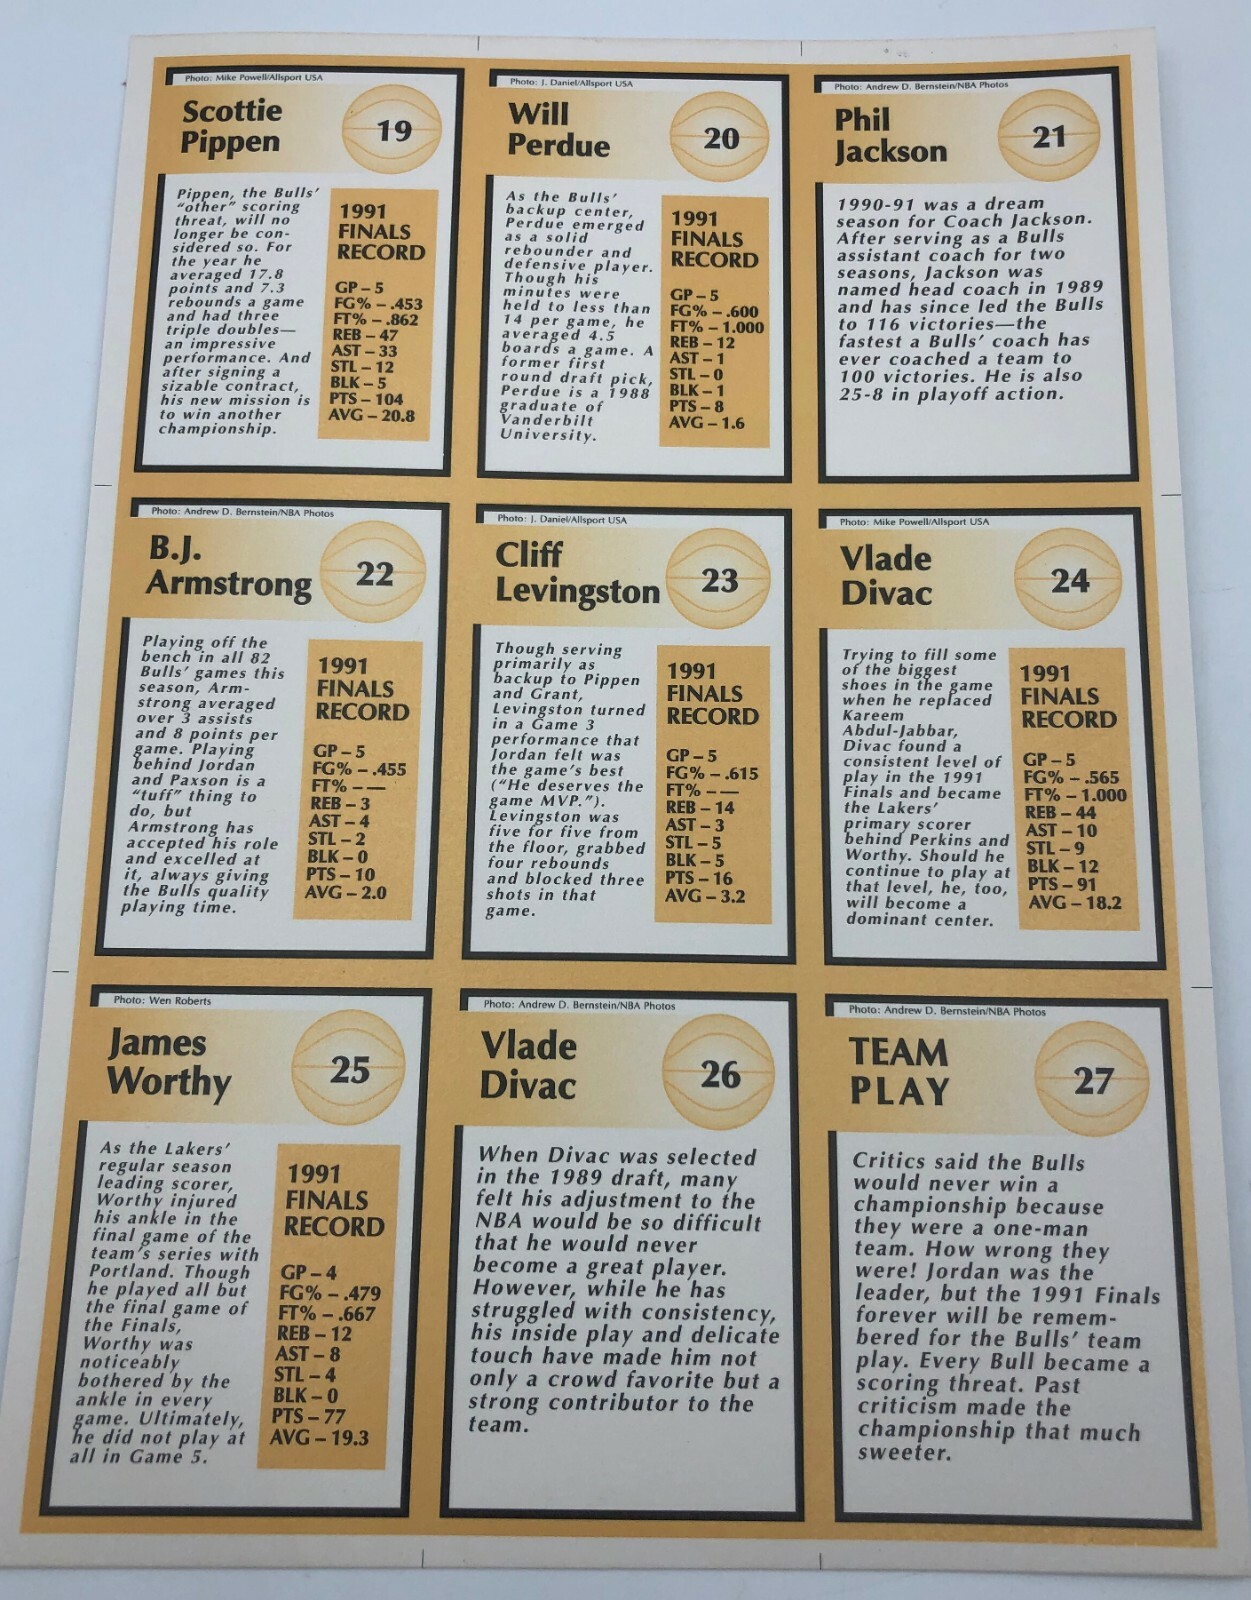 Photo: Mike Powell/Allsport USA
Scottie
Pippen
19
Pippen, the Bulls'
"other" scoring
threat, will no
longer be con-
sidered so. For
the year he
averaged 17.8
points and 7.3
rebounds a game
and had three
triple doubles—
an impressive
performance. And
after signing a
sizable contract,
his new mission is
to win another
championship.
1991
FINALS
RECORD
GP – 5
FG% – .453
FT% – .862
REB – 47
AST – 33
STL – 12
BLK – 5
PTS – 104
AVG – 20.8
Photo: J. Daniel/Allsport USA
Will
Perdue
20
As the Bulls'
backup center,
Perdue emerged
as a solid
rebounder and
defensive player.
Though his
minutes were
held to less than
14 per game, he
averaged 4.5
boards a game. A
former first
round draft pick,
Perdue is a 1988
graduate of
Vanderbilt
University.
1991
FINALS
RECORD
GP – 5
FG% – .600
FT% – 1.000
REB – 12
AST – 1
STL – 0
BLK – 1
PTS – 8
AVG – 1.6
Photo: Andrew D. Bernstein/NBA Photos
Phil
Jackson
21
1990-91 was a dream
season for Coach Jackson.
After serving as a Bulls
assistant coach for two
seasons, Jackson was
named head coach in 1989
and has since led the Bulls
to 116 victories—the
fastest a Bulls' coach has
ever coached a team to
100 victories. He is also
25-8 in playoff action.
Photo: Andrew D. Bernstein/NBA Photos
B.J.
Armstrong
22
Playing off the
bench in all 82
Bulls' games this
season, Arm-
strong averaged
over 3 assists
and 8 points per
game. Playing
behind Jordan
and Paxson is a
"tuff" thing to
do, but
Armstrong has
accepted his role
and excelled at
it, always giving
the Bulls quality
playing time.
1991
FINALS
RECORD
GP – 5
FG% – .455
FT% – —
REB – 3
AST – 4
STL – 2
BLK – 0
PTS – 10
AVG – 2.0
Photo: J. Daniel/Allsport USA
Cliff
Levingston
23
Though serving
primarily as
backup to Pippen
and Grant,
Levingston turned
in a Game 3
performance that
Jordan felt was
the game's best
("He deserves the
game MVP.").
Levingston was
five for five from
the floor, grabbed
four rebounds
and blocked three
shots in that
game.
1991
FINALS
RECORD
GP – 5
FG% – .615
FT% – —
REB – 14
AST – 3
STL – 5
BLK – 5
PTS – 16
AVG – 3.2
Photo: Mike Powell/Allsport USA
Vlade
Divac
24
Trying to fill some
of the biggest
shoes in the game
when he replaced
Kareem
Abdul-Jabbar,
Divac found a
consistent level of
play in the 1991
Finals and became
the Lakers'
primary scorer
behind Perkins and
Worthy. Should he
continue to play at
that level, he, too,
will become a
dominant center.
1991
FINALS
RECORD
GP – 5
FG% – .565
FT% – 1.000
REB – 44
AST – 10
STL – 9
BLK – 12
PTS – 91
AVG – 18.2
Photo: Wen Roberts
James
Worthy
25
As the Lakers'
regular season
leading scorer,
Worthy injured
his ankle in the
final game of the
team's series with
Portland. Though
he played all but
the final game of
the Finals,
Worthy was
noticeably
bothered by the
ankle in every
game. Ultimately,
he did not play at
all in Game 5.
1991
FINALS
RECORD
GP – 4
FG% – .479
FT% – .667
REB – 12
AST – 8
STL – 4
BLK – 0
PTS – 77
AVG – 19.3
Photo: Andrew D. Bernstein/NBA Photos
Vlade
Divac
26
When Divac was selected
in the 1989 draft, many
felt his adjustment to the
NBA would be so difficult
that he would never
become a great player.
However, while he has
struggled with consistency,
his inside play and delicate
touch have made him not
only a crowd favorite but a
strong contributor to the
team.
Photo: Andrew D. Bernstein/NBA Photos
TEAM
PLAY
27
Critics said the Bulls
would never win a
championship because
they were a one-man
team. How wrong they
were! Jordan was the
leader, but the 1991 Finals
forever will be remem-
bered for the Bulls' team
play. Every Bull became a
scoring threat. Past
criticism made the
championship that much
sweeter.